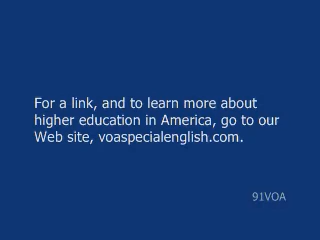 For a link, and to learn more about
higher education in America, go to our
Web site, voaspecialenglish.com.
91VOA